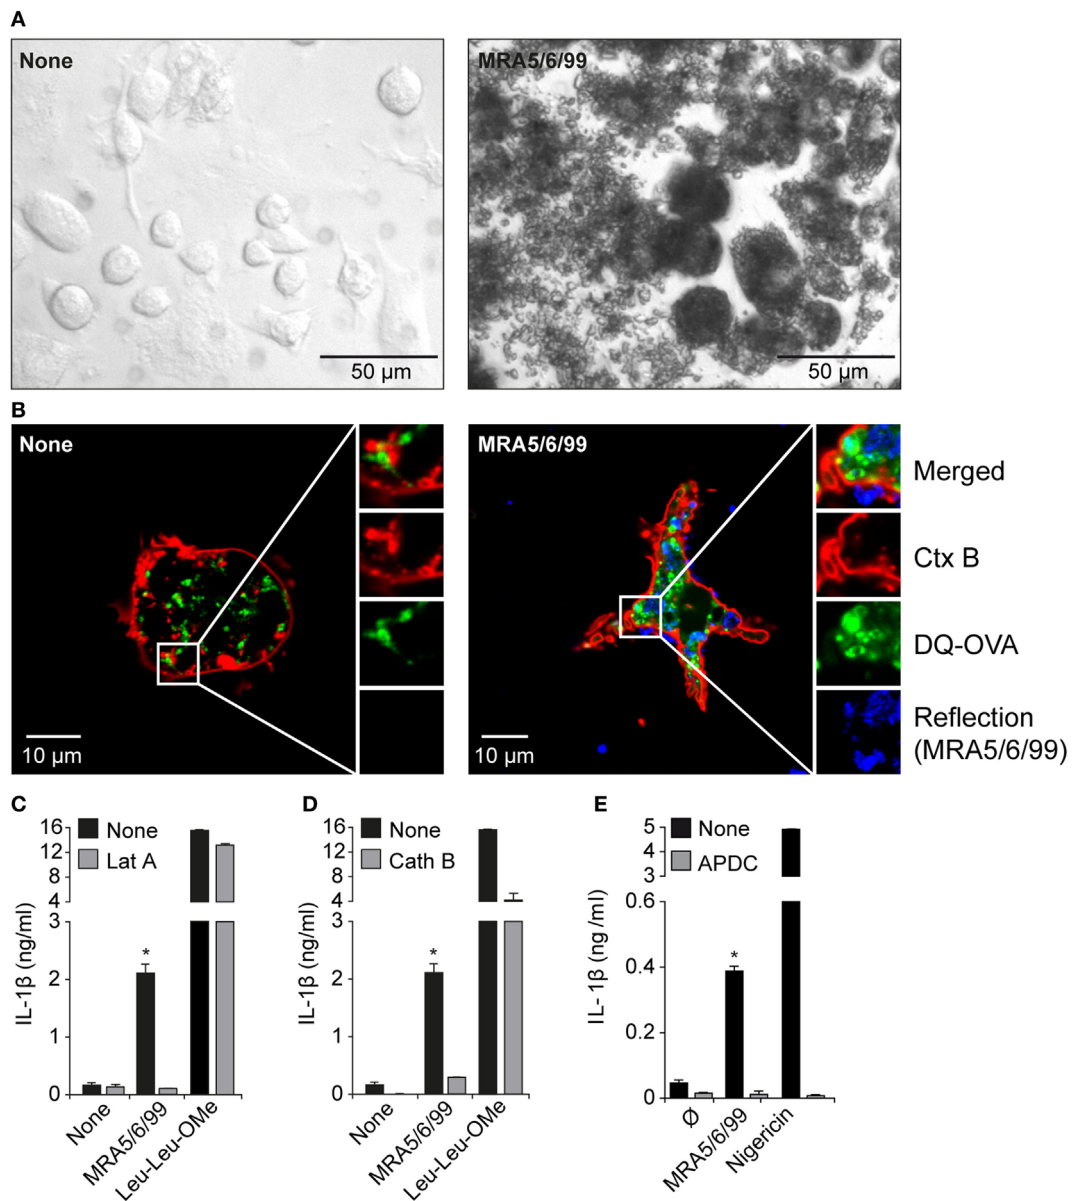 A
None
50 µm
MRA5/6/99
50 µm
B
None
10 µm
MRA5/6/99
10 µm
Merged
Ctx B
DQ-OVA
Reflection
(MRA5/6/99)
C
None
Lat A
IL-1β (ng/ml)
16
12
8
4
3
2
1
0
None
MRA5/6/99
Leu-Leu-OMe
*
D
None
Cath B
IL-1β (ng/ml)
16
12
8
4
3
2
1
0
None
MRA5/6/99
Leu-Leu-OMe
*
E
None
APDC
IL- 1β (ng /ml)
5
4
3
0.6
0.4
0.2
0
Ø
MRA5/6/99
Nigericin
*